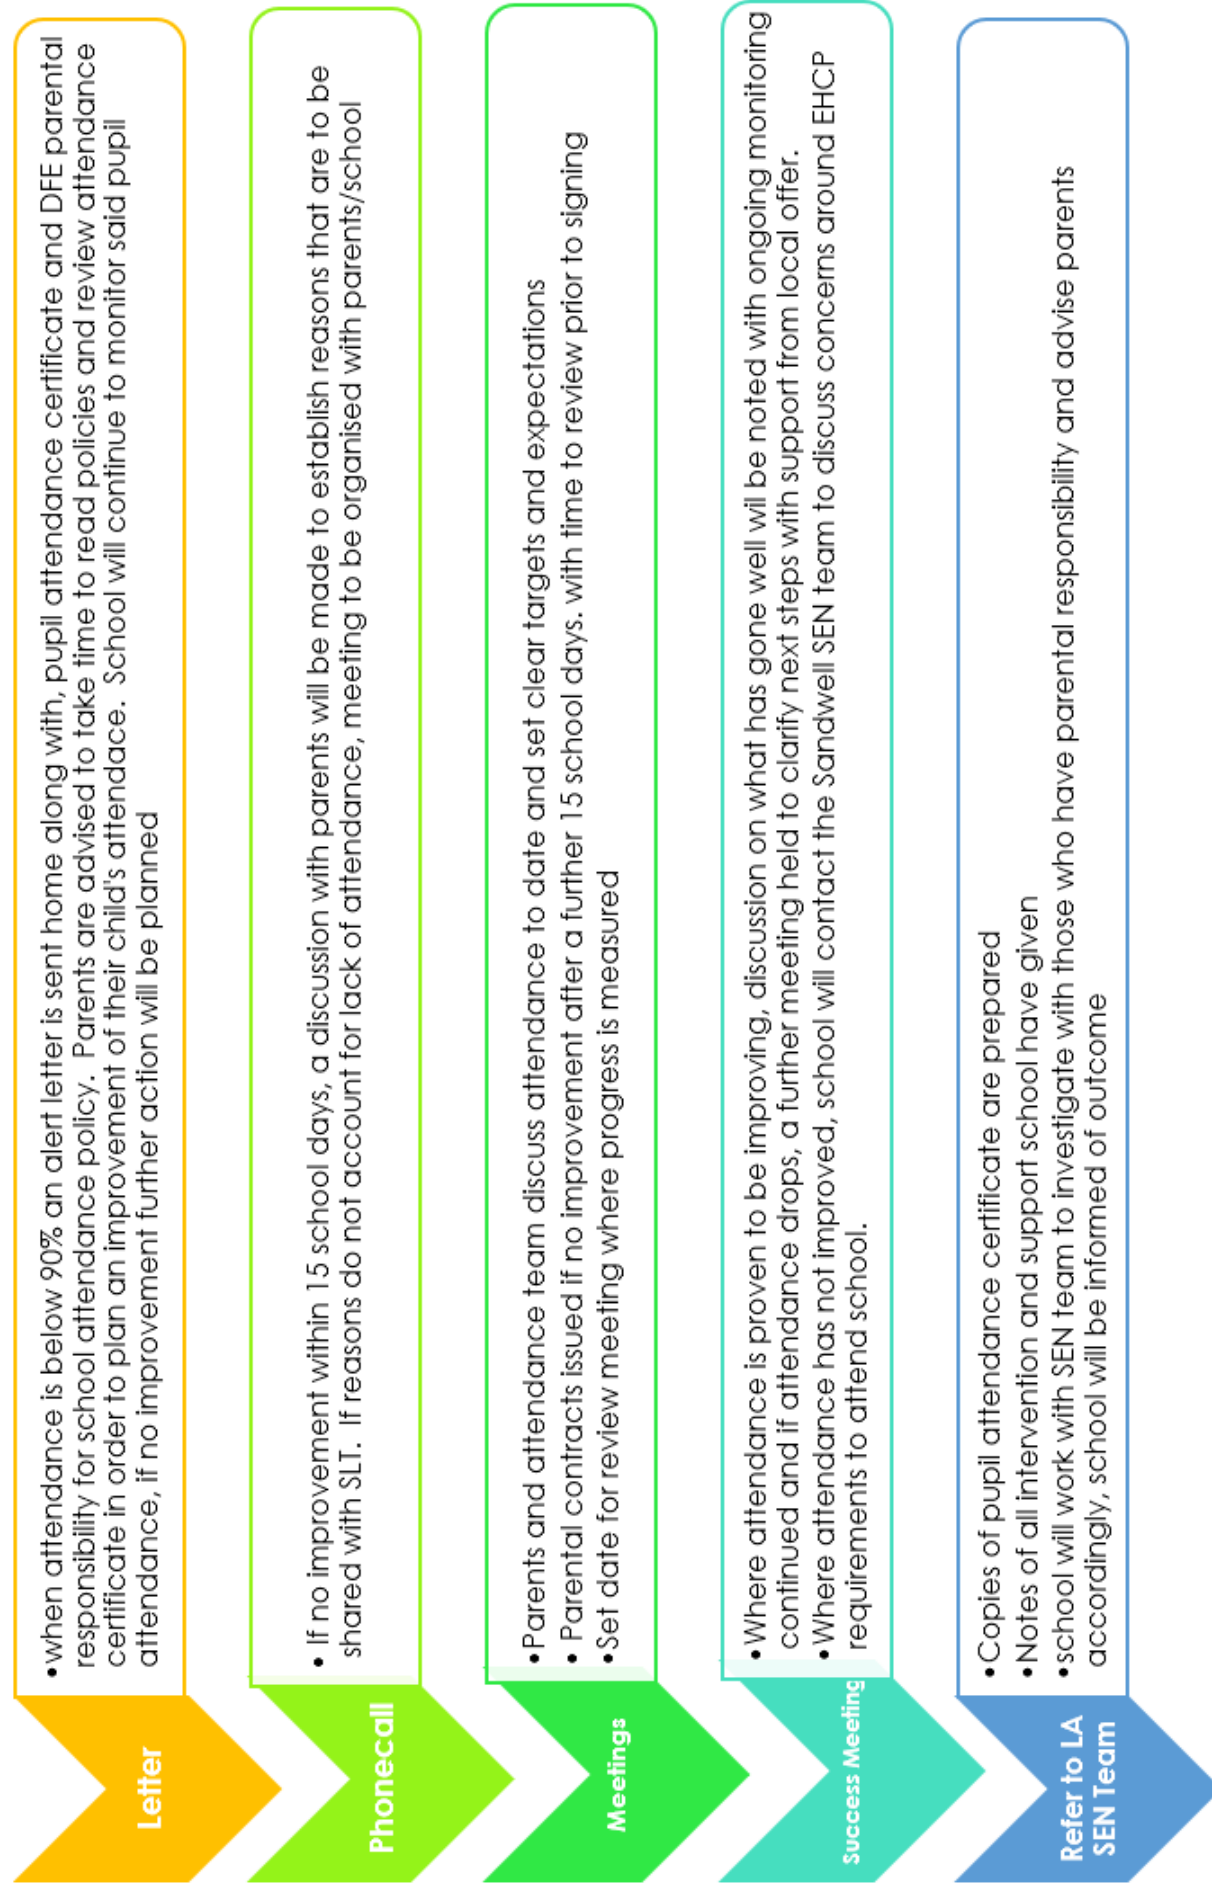 Letter
•when attendance is below 90% an alert letter is sent home along with, pupil attendance certificate and DFE parental
responsibility for school attendance policy.  Parents are advised to take time to read policies and review attendance
certificate in order to plan an improvement of their child's attendace.  School will continue to monitor said pupil
attendance, if no improvement further action will be planned
Phonecall
• If no improvement within 15 school days, a discussion with parents will be made to establish reasons that are to be
shared with SLT.  If reasons do not account for lack of attendance, meeting to be organised with parents/school
Meetings
•Parents and attendance team discuss attendance to date and set clear targets and expectations
• Parental contracts issued if no improvement after a further 15 school days. with time to review prior to signing
•Set date for review meeting where progress is measured
Success Meeting
•Where attendance is proven to be improving, discussion on what has gone well wil be noted with ongoing monitoring
continued and if attendance drops, a further meeting held to clarify next steps with support from local offer.
•Where attendance has not improved, school will contact the Sandwell SEN team to discuss concerns around EHCP
requirements to attend school.
Refer to LA
SEN Team
•Copies of pupil attendance certificate are prepared
•Notes of all intervention and support school have given
•school will work with SEN team to investigate with those who have parental responsibility and advise parents
accordingly, school will be informed of outcome